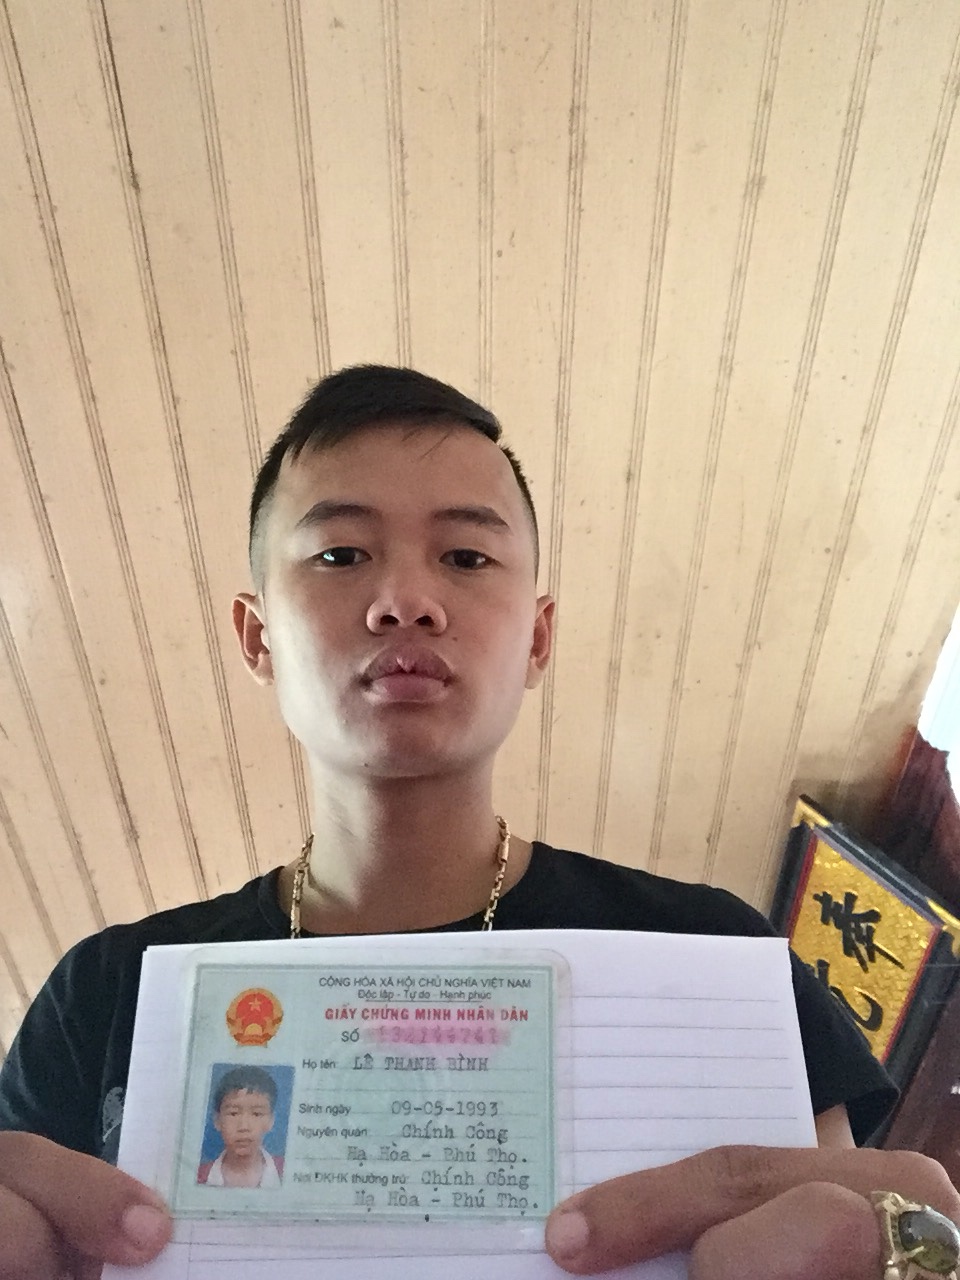 CỘNG HÒA XÃ HỘI CHỦ NGHĨA VIỆT NAM
Độc lập - Tự do - Hạnh phúc
GIẤY CHỨNG MINH NHÂN DÂN
SỐ
Họ tên: LÊ THANH BÌNH
Sinh ngày 09-05-1993
Nguyên quán: Chính Công
Hạ Hòa - Phú Thọ.
Nơi ĐKHK thường trú: Chính Công
Hạ Hòa - Phú Thọ.